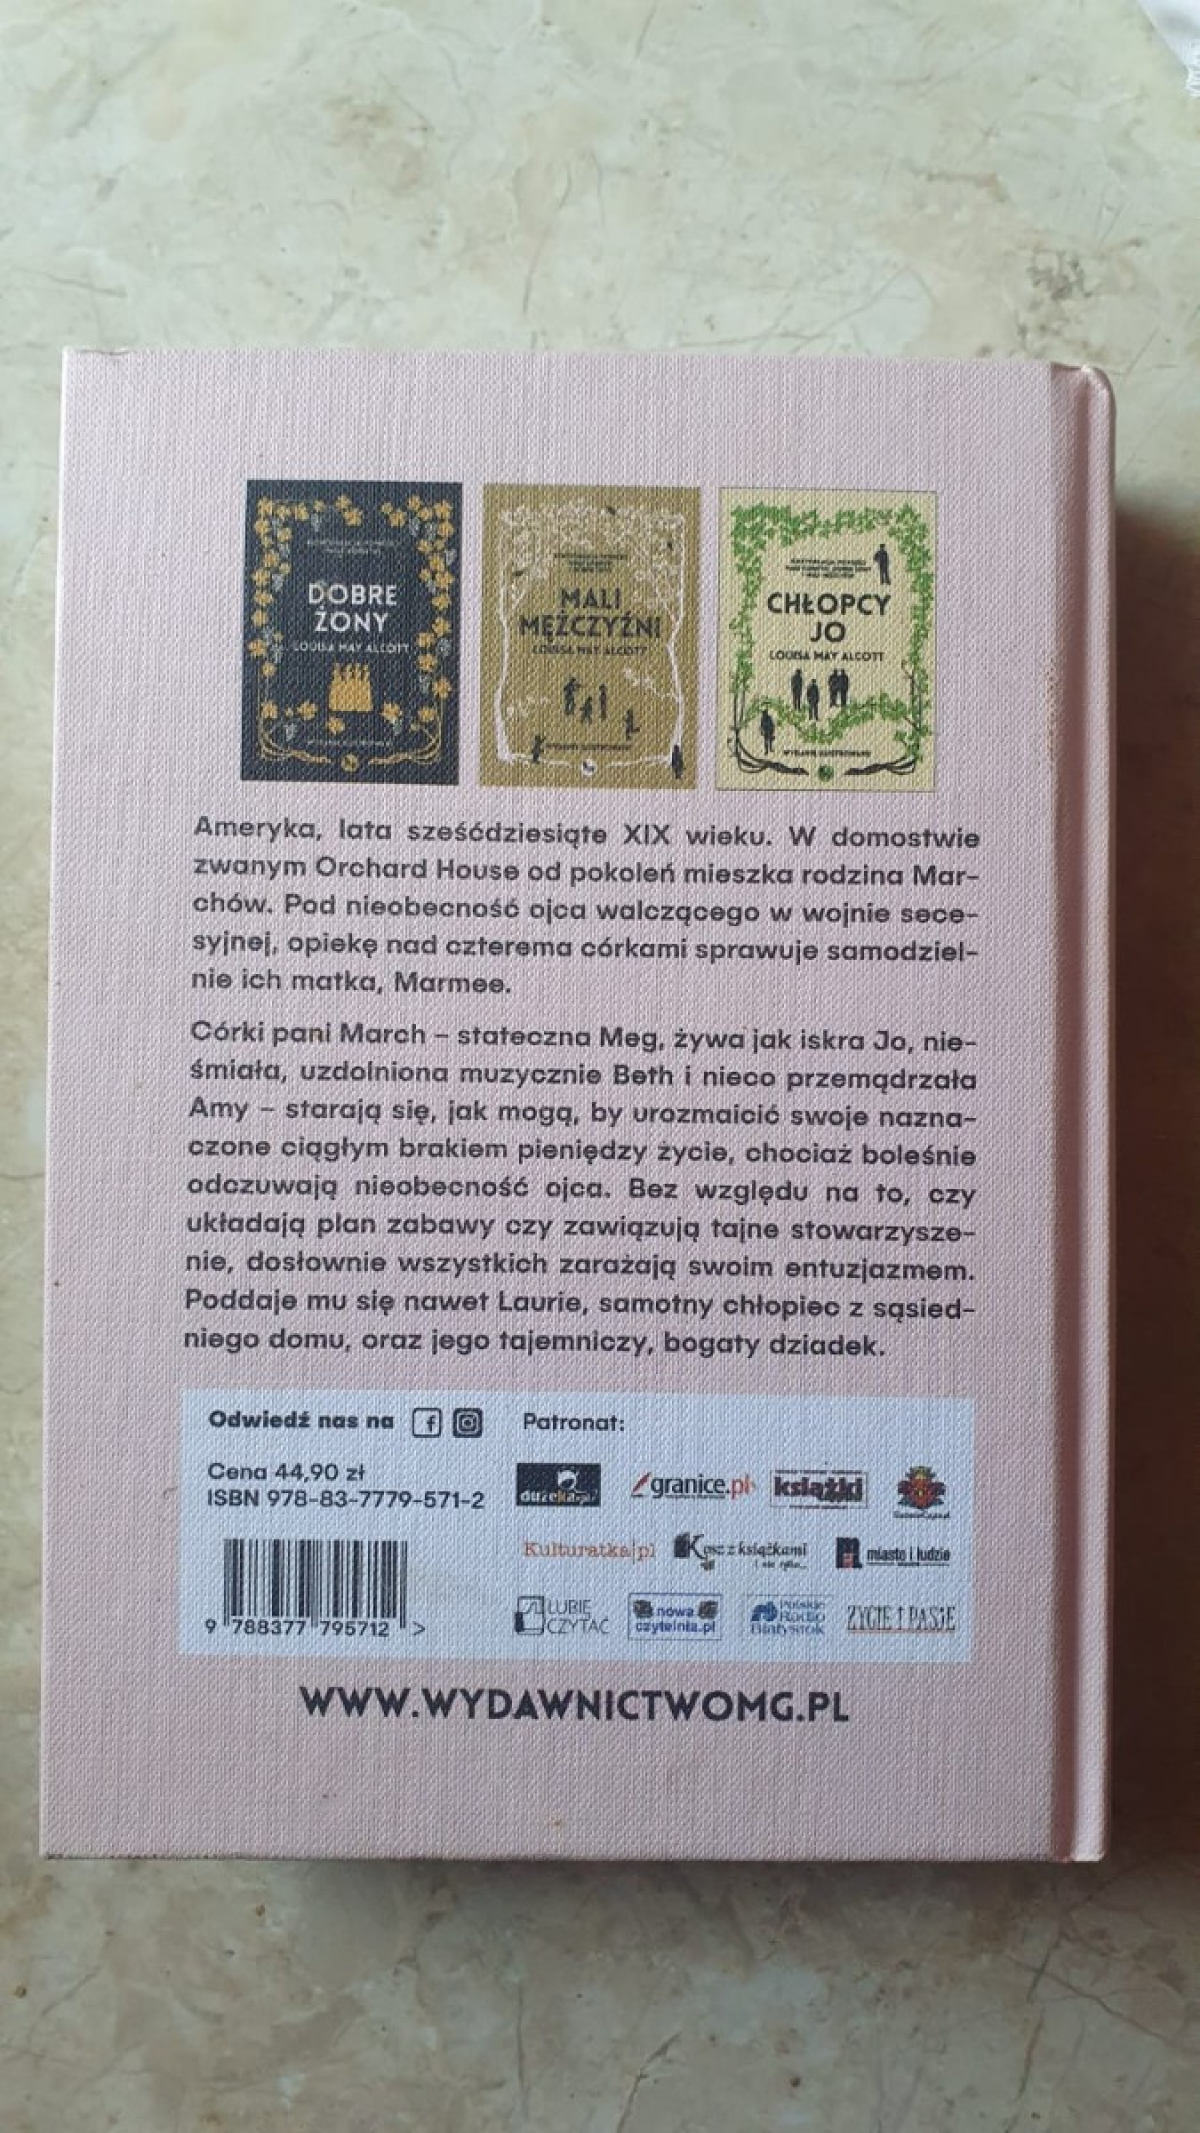 DOBRE
ŻONY
LOUISA MAY ALCOTT
MALI
MĘŻCZYŹNI
LOUISA MAY ALCOTT
CHŁOPCY
JO
LOUISA MAY ALCOTT
WYDANIE ILUSTROWANE
Ameryka, lata sześćdziesiąte XIX wieku. W domostwie
zwanym Orchard House od pokoleń mieszka rodzina Mar-
chów. Pod nieobecność ojca walczącego w wojnie sece-
syjnej, opiekę nad czterema córkami sprawuje samodziel-
nie ich matka, Marmee.
Córki pani March – stateczna Meg, żywa jak iskra Jo, nie-
śmiała, uzdolniona muzycznie Beth i nieco przemądrzała
Amy – starają się, jak mogą, by urozmaicić swoje nazna-
czone ciągłym brakiem pieniędzy życie, chociaż boleśnie
odczuwają nieobecność ojca. Bez względu na to, czy
układają plan zabawy czy zawiązują tajne stowarzysze-
nie, dosłownie wszystkich zarażają swoim entuzjazmem.
Poddaje mu się nawet Laurie, samotny chłopiec z sąsied-
niego domu, oraz jego tajemniczy, bogaty dziadek.
Odwiedź nas na
Patronat:
Cena 44,90 zł
ISBN 978-83-7779-571-2
9 788377 795712 >
dużeka.pl
granice.pl
książki
Kulturatka.pl
Kosz z książkami
i nie tylko...
miasto i ludzie
LUBIĘ
CZYTAĆ
nowa
czytelnia.pl
Polskie
Radio
Białystok
ŻYCIE I PASJE
WWW.WYDAWNICTWOMG.PL